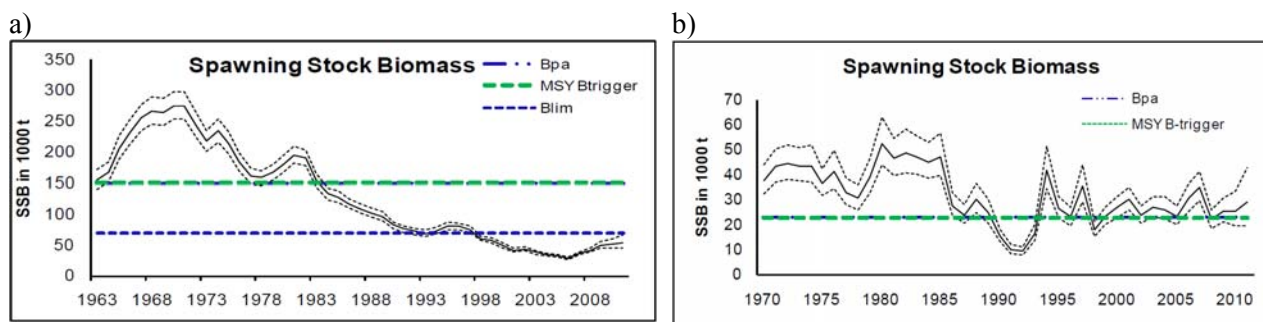 a)
Spawning Stock Biomass
Bpa
MSY Btrigger
Blim
SSB in 1000 t
350
300
250
200
150
100
50
0
1963 1968 1973 1978 1983 1988 1993 1998 2003 2008
b)
Spawning Stock Biomass
Bpa
MSY B-trigger
SSB in 1000 t
70
60
50
40
30
20
10
0
1970 1975 1980 1985 1990 1995 2000 2005 2010